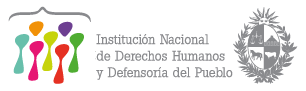 Institución Nacional
de Derechos Humanos
y Defensoría del Pueblo